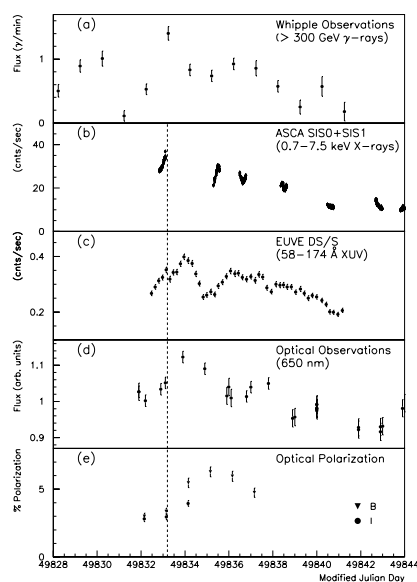 (a)
Whipple Observations
(> 300 GeV γ-rays)
Flux (γ/min)
1
0
(b)
ASCA SIS0+SIS1
(0.7-7.5 keV X-rays)
(cnts/sec)
60
40
20
0
(c)
EUVE DS/S
(58-174 Å XUV)
(cnts/sec)
0.4
0.2
(d)
Optical Observations
(650 nm)
Flux (arb. units)
1.1
1
0.9
(e)
Optical Polarization
% Polarization
5
0
B
I
49828 49830 49832 49834 49836 49838 49840 49842 49844
Modified Julian Day